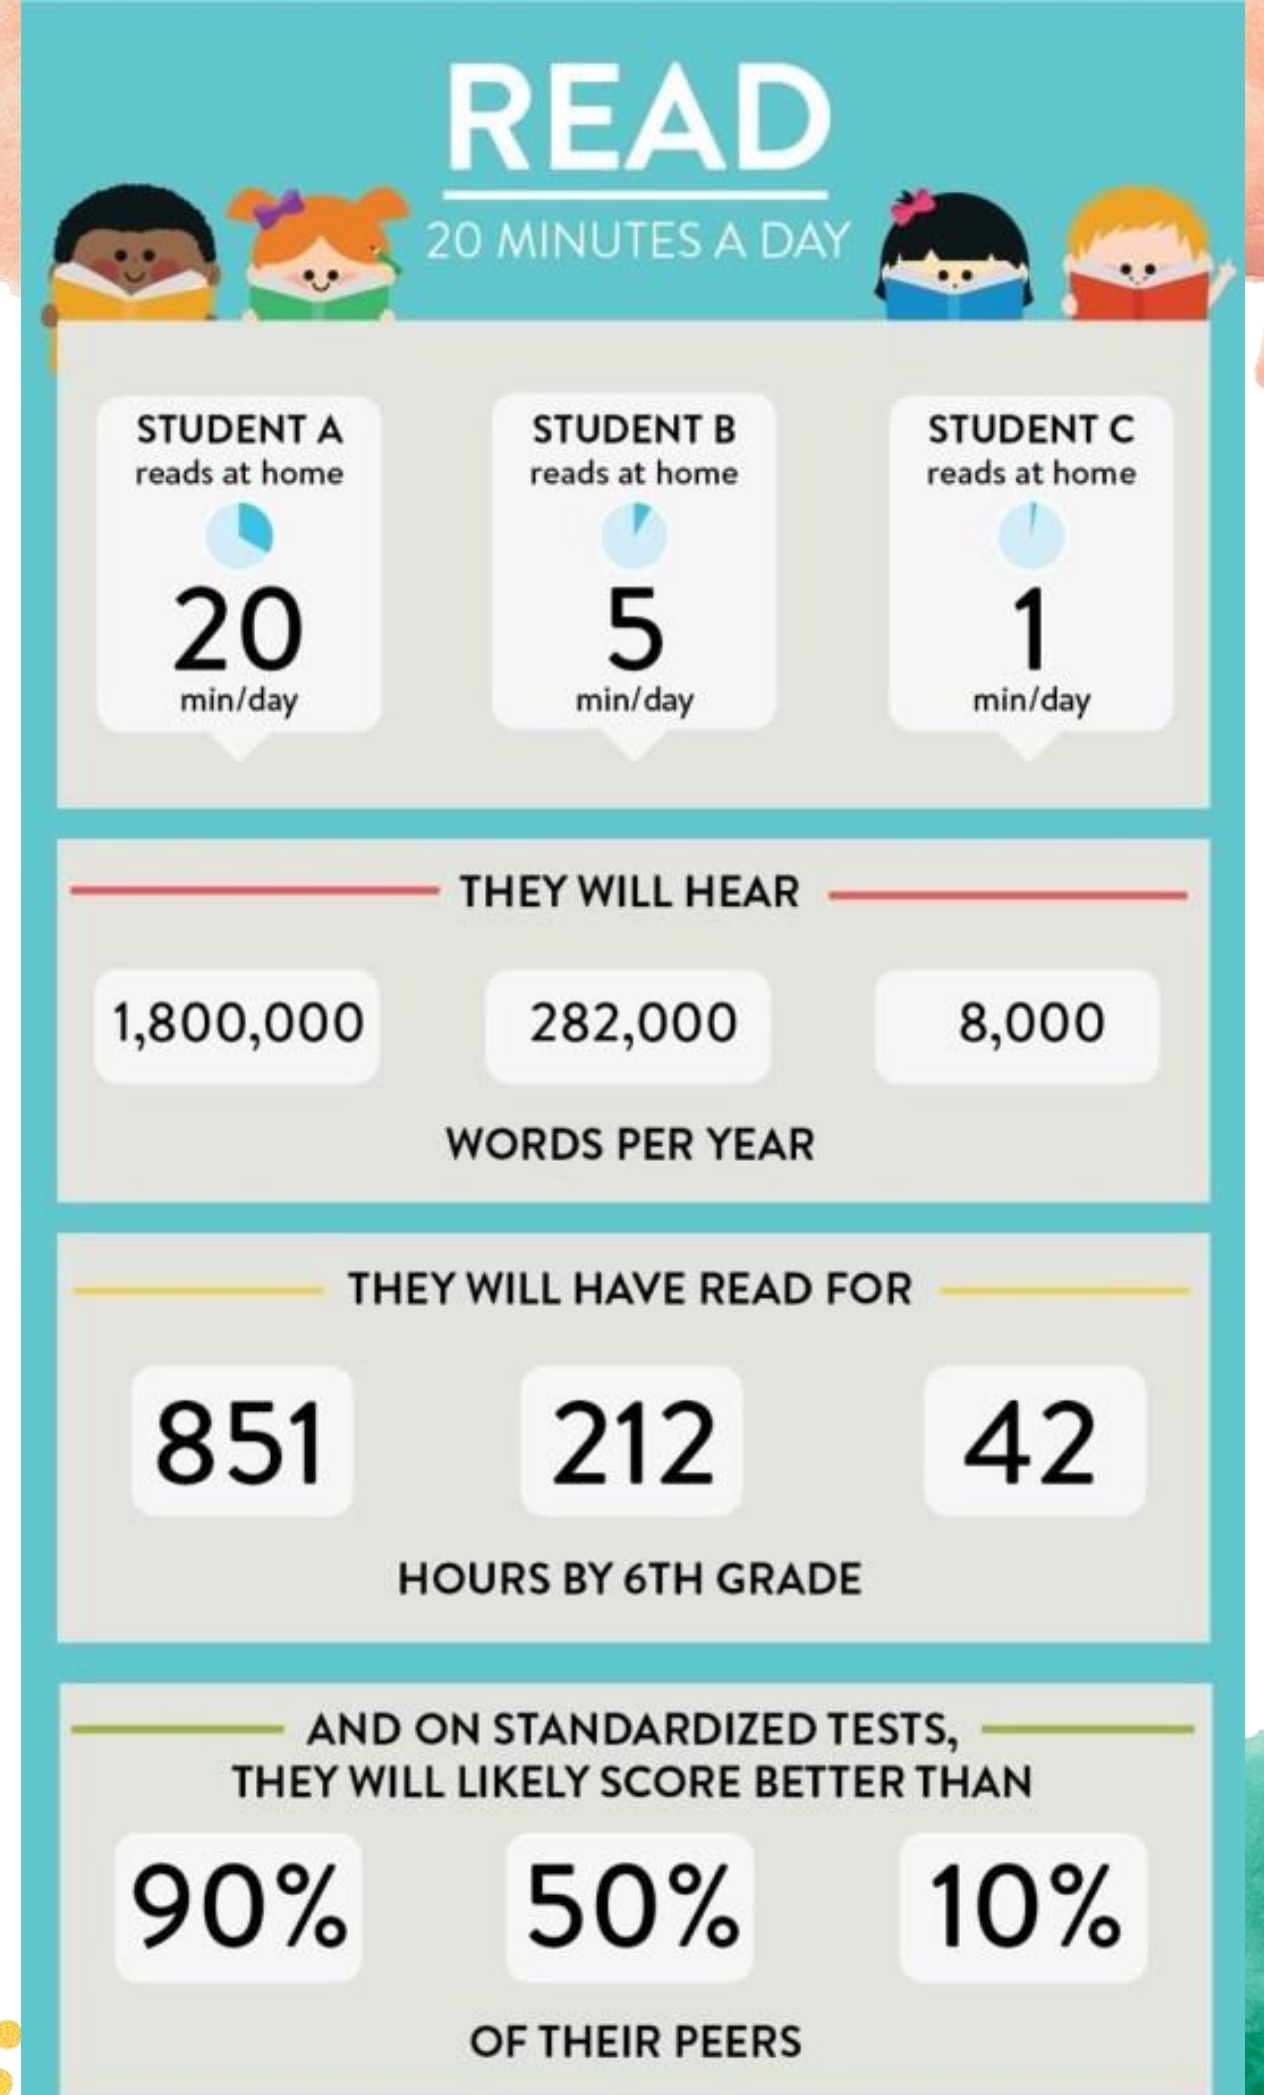 READ
20 MINUTES A DAY
STUDENT A
reads at home
20
min/day
STUDENT B
reads at home
5
min/day
STUDENT C
reads at home
1
min/day
THEY WILL HEAR
1,800,000
282,000
8,000
WORDS PER YEAR
THEY WILL HAVE READ FOR
851
212
42
HOURS BY 6TH GRADE
AND ON STANDARDIZED TESTS,
THEY WILL LIKELY SCORE BETTER THAN
90%
50%
10%
OF THEIR PEERS